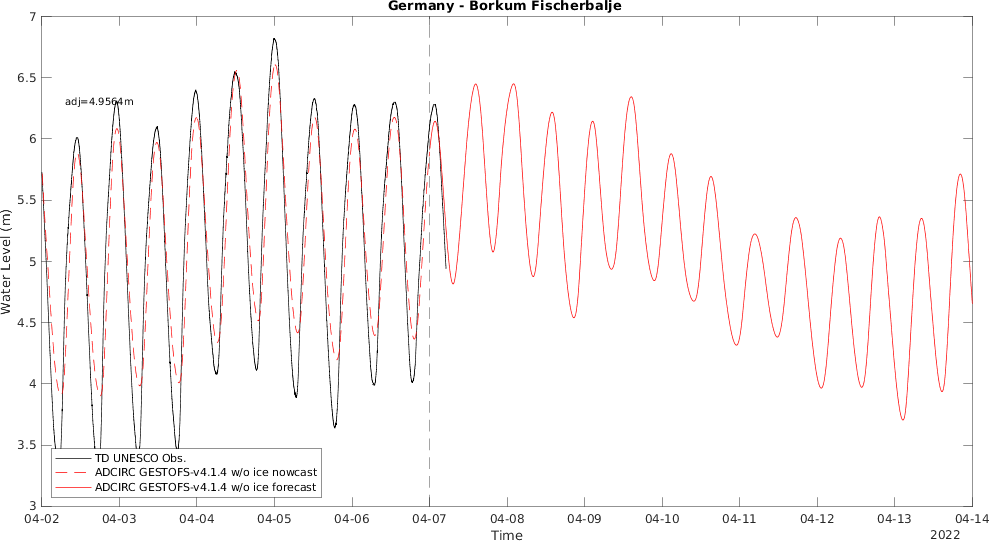 Germany - Borkum Fischerbalje
7
6.5
6
5.5
5
4.5
4
3.5
3
Water Level (m)
adj=4.9564m
TD UNESCO Obs.
ADCIRC GESTOFS-v4.1.4 w/o ice nowcast
ADCIRC GESTOFS-v4.1.4 w/o ice forecast
04-02 04-03 04-04 04-05 04-06 04-07 04-08 04-09 04-10 04-11 04-12 04-13 04-14
Time
2022